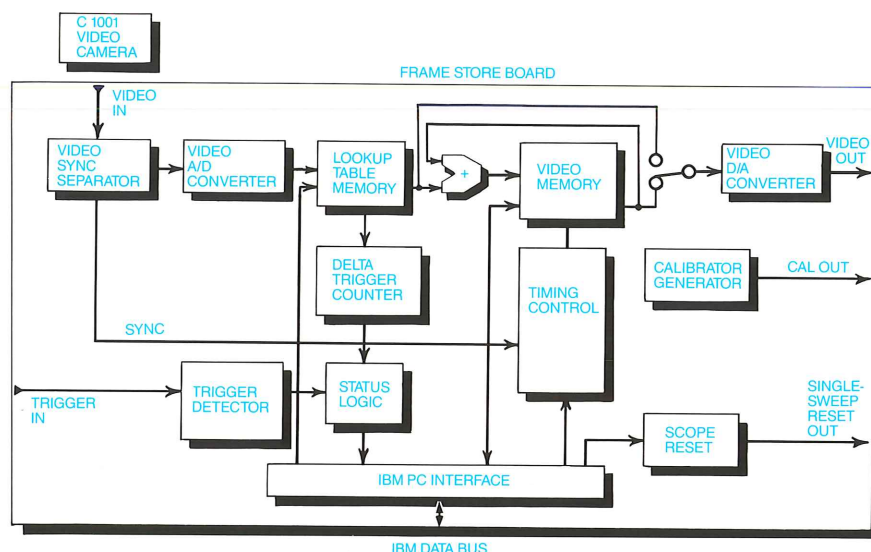 C 1001
VIDEO
CAMERA
FRAME STORE BOARD
VIDEO
IN
VIDEO
SYNC
SEPARATOR
VIDEO
A/D
CONVERTER
LOOKUP
TABLE
MEMORY
+
VIDEO
MEMORY
VIDEO
D/A
CONVERTER
VIDEO
OUT
DELTA
TRIGGER
COUNTER
TIMING
CONTROL
CALIBRATOR
GENERATOR
CAL OUT
SYNC
TRIGGER
IN
TRIGGER
DETECTOR
STATUS
LOGIC
SCOPE
RESET
SINGLE-
SWEEP
RESET
OUT
IBM PC INTERFACE
IBM DATA BUS